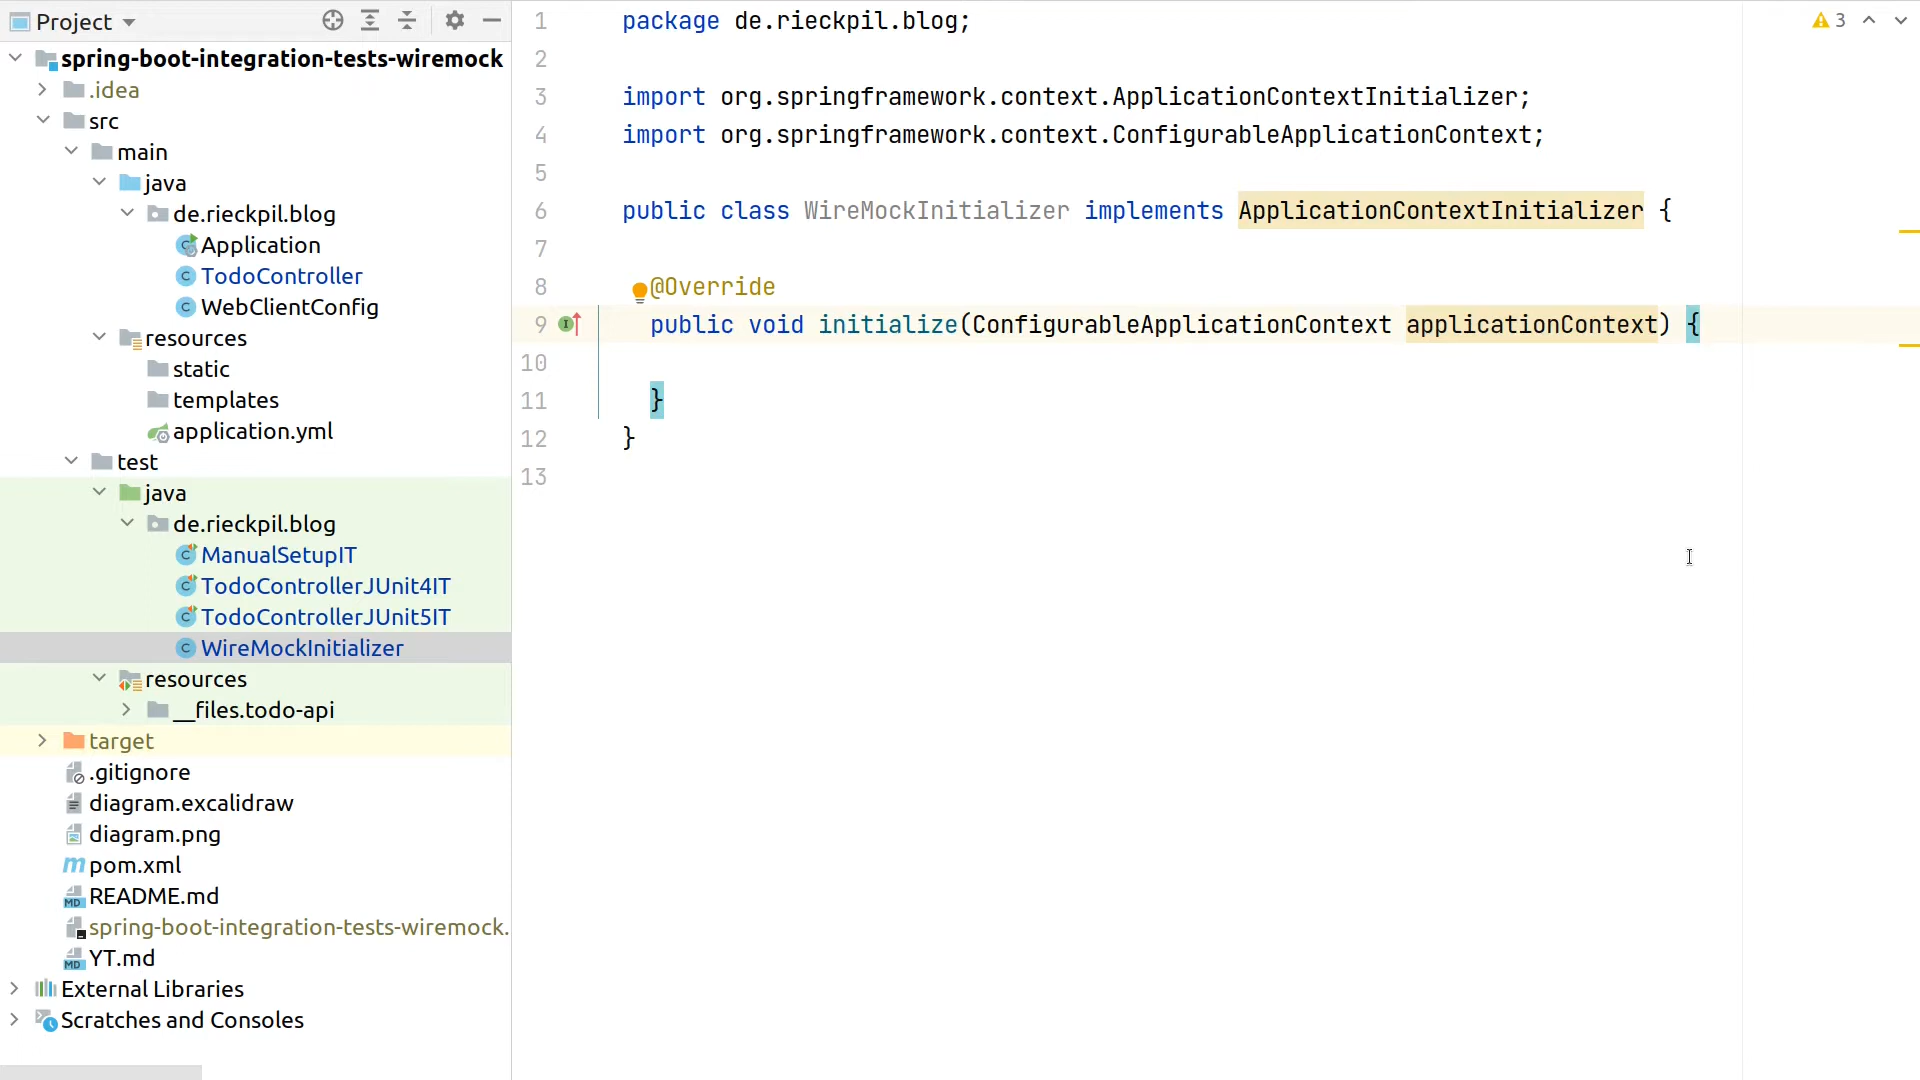 Project
spring-boot-integration-tests-wiremock
.idea
src
main
java
de.rieckpil.blog
Application
TodoController
WebClientConfig
resources
static
templates
application.yml
test
java
de.rieckpil.blog
ManualSetupIT
TodoControllerJUnit4IT
TodoControllerJUnit5IT
WireMockInitializer
resources
__files.todo-api
target
.gitignore
diagram.excalidraw
diagram.png
pom.xml
README.md
spring-boot-integration-tests-wiremock.
YT.md
External Libraries
Scratches and Consoles
1 package de.rieckpil.blog;
2
3 import org.springframework.context.ApplicationContextInitializer;
4 import org.springframework.context.ConfigurableApplicationContext;
5
6 public class WireMockInitializer implements ApplicationContextInitializer {
7
8 @Override
9 public void initialize(ConfigurableApplicationContext applicationContext) {
10
11 }
12 }
13
3